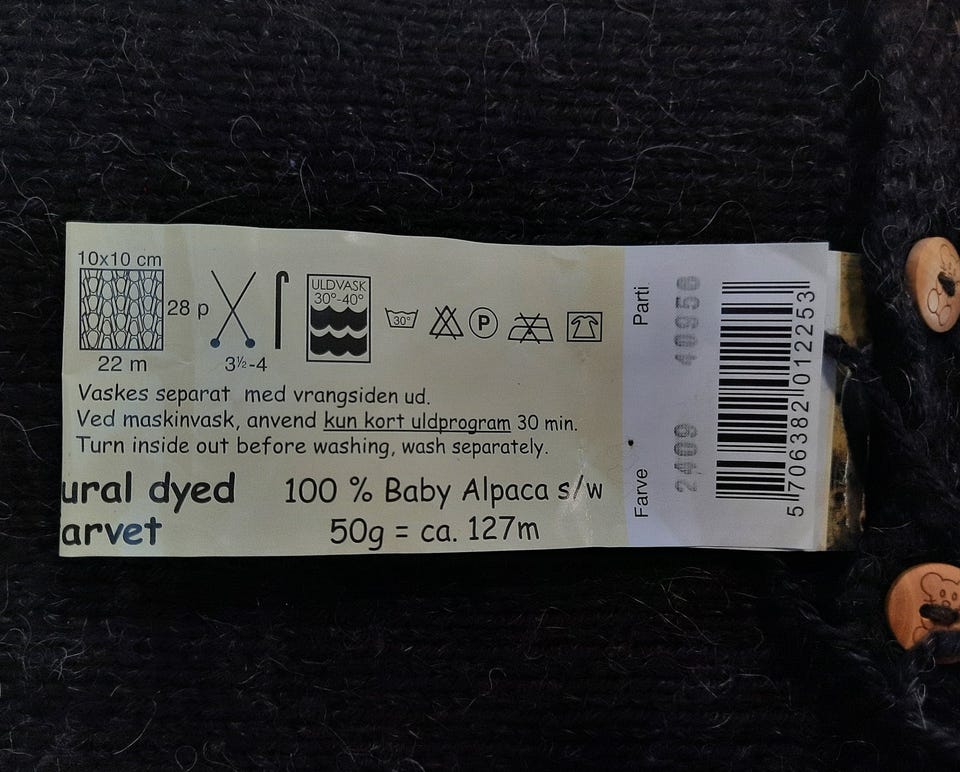 10x10 cm
28 p
22 m
3½-4
ULDVASK
30°-40°
30°
P
Vaskes separat med vrangsiden ud.
Ved maskinvask, anvend kun kort uldprogram 30 min.
Turn inside out before washing, wash separately.
ural dyed
arvet
100 % Baby Alpaca s/w
50g = ca. 127m
Parti
Farve 2409
5 706382 012253